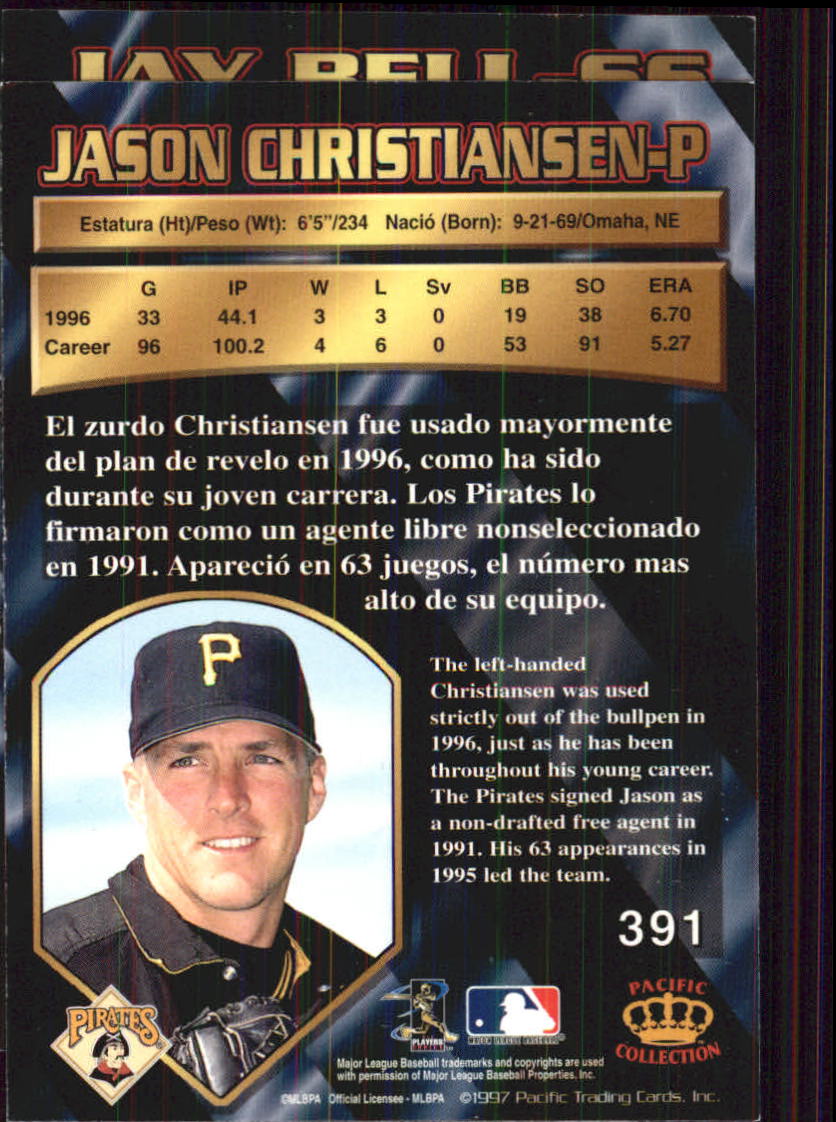 JAY BELL-SS
JASON CHRISTIANSEN-P
Estatura (Ht)/Peso (Wt): 6'5"/234 Nació (Born): 9-21-69/Omaha, NE
G IP W L Sv BB SO ERA
1996 33 44.1 3 3 0 19 38 6.70
Career 96 100.2 4 6 0 53 91 5.27
El zurdo Christiansen fue usado mayormente
del plan de revelo en 1996, como ha sido
durante su joven carrera. Los Pirates lo
firmaron como un agente libre nonseleccionado
en 1991. Apareció en 63 juegos, el número mas
alto de su equipo.
The left-handed
Christiansen was used
strictly out of the bullpen in
1996, just as he has been
throughout his young career.
The Pirates signed Jason as
a non-drafted free agent in
1991. His 63 appearances in
1995 led the team.
391
P
PIRATES
PLAYERS
MAJOR LEAGUE BASEBALL
PACIFIC
COLLECTION
Major League Baseball trademarks and copyrights are used
with permission of Major League Baseball Properties, Inc.
©MLBPA Official Licensee - MLBPA ©1997 Pacific Trading Cards, Inc.